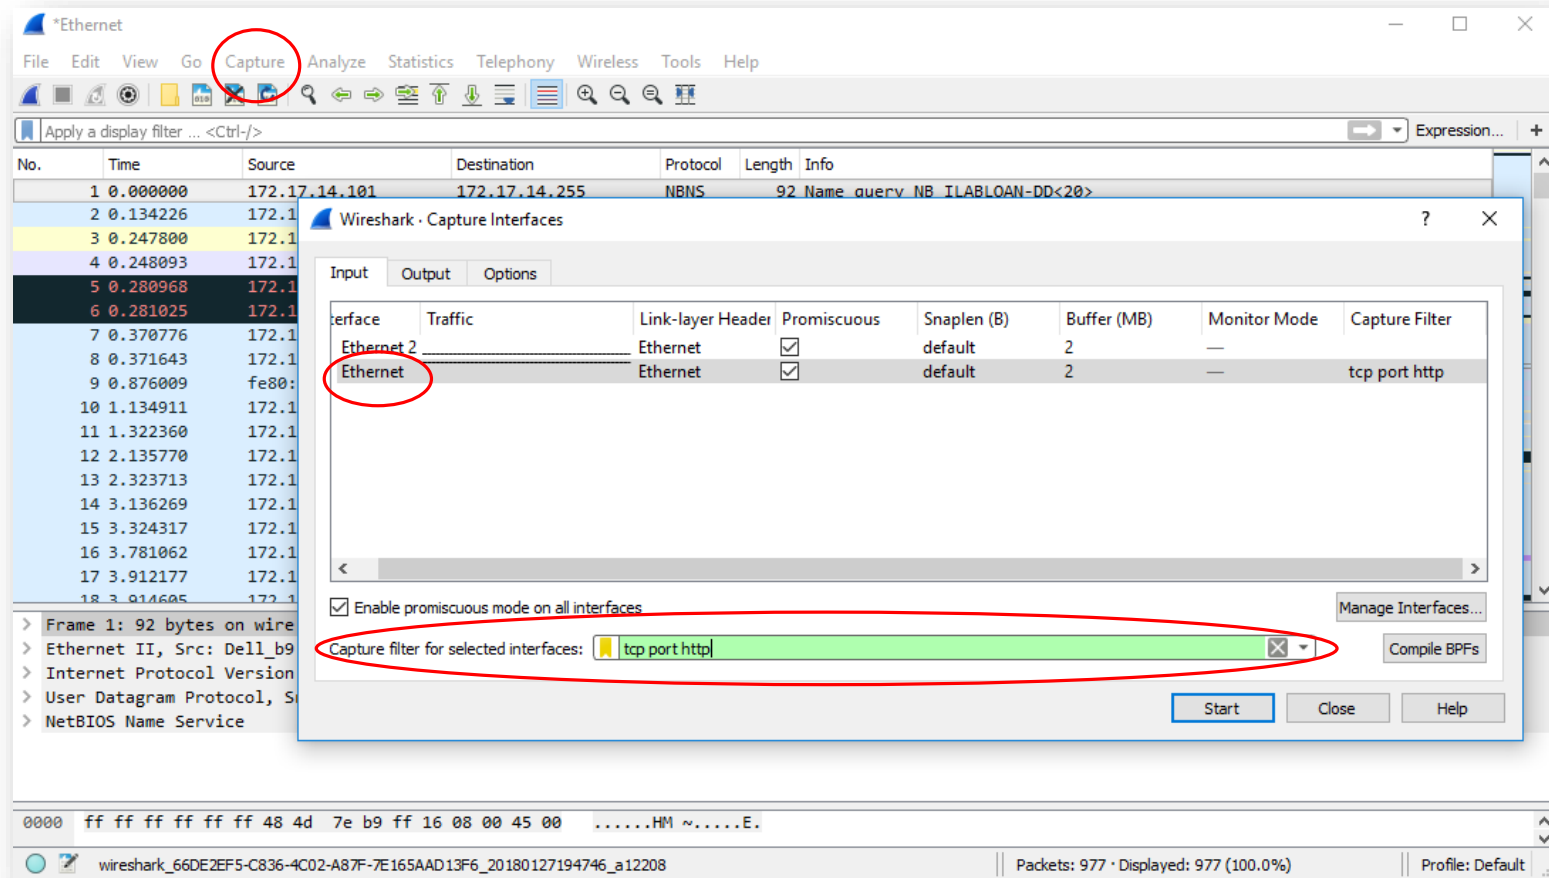 *Ethernet
File Edit View Go Capture Analyze Statistics Telephony Wireless Tools Help
Apply a display filter ... <Ctrl-/>
Expression... +
No. Time Source Destination Protocol Length Info
1 0.000000 172.17.14.101 172.17.14.255 NBNS 92 Name query NB ILABLOAN-DD<20>
2 0.134226 172.1
3 0.247800 172.1
4 0.248093 172.1
5 0.280968 172.1
6 0.281025 172.1
7 0.370776 172.1
8 0.371643 172.1
9 0.876009 fe80:
10 1.134911 172.1
11 1.322360 172.1
12 2.135770 172.1
13 2.323713 172.1
14 3.136269 172.1
15 3.324317 172.1
16 3.781062 172.1
17 3.912177 172.1
18 3.914605 172.1
Wireshark · Capture Interfaces
?
Input Output Options
terface Traffic Link-layer Header Promiscuous Snaplen (B) Buffer (MB) Monitor Mode Capture Filter
Ethernet 2 Ethernet default 2 —
Ethernet Ethernet default 2 — tcp port http
Enable promiscuous mode on all interfaces
Manage Interfaces...
Capture filter for selected interfaces: tcp port http
Compile BPFs
Start Close Help
> Frame 1: 92 bytes on wire
> Ethernet II, Src: Dell_b9
> Internet Protocol Version
> User Datagram Protocol, S
> NetBIOS Name Service
0000 ff ff ff ff ff ff 48 4d 7e b9 ff 16 08 00 45 00 ......HM ~.....E.
wireshark_66DE2EF5-C836-4C02-A87F-7E165AAD13F6_20180127194746_a12208
Packets: 977 · Displayed: 977 (100.0%)
Profile: Default